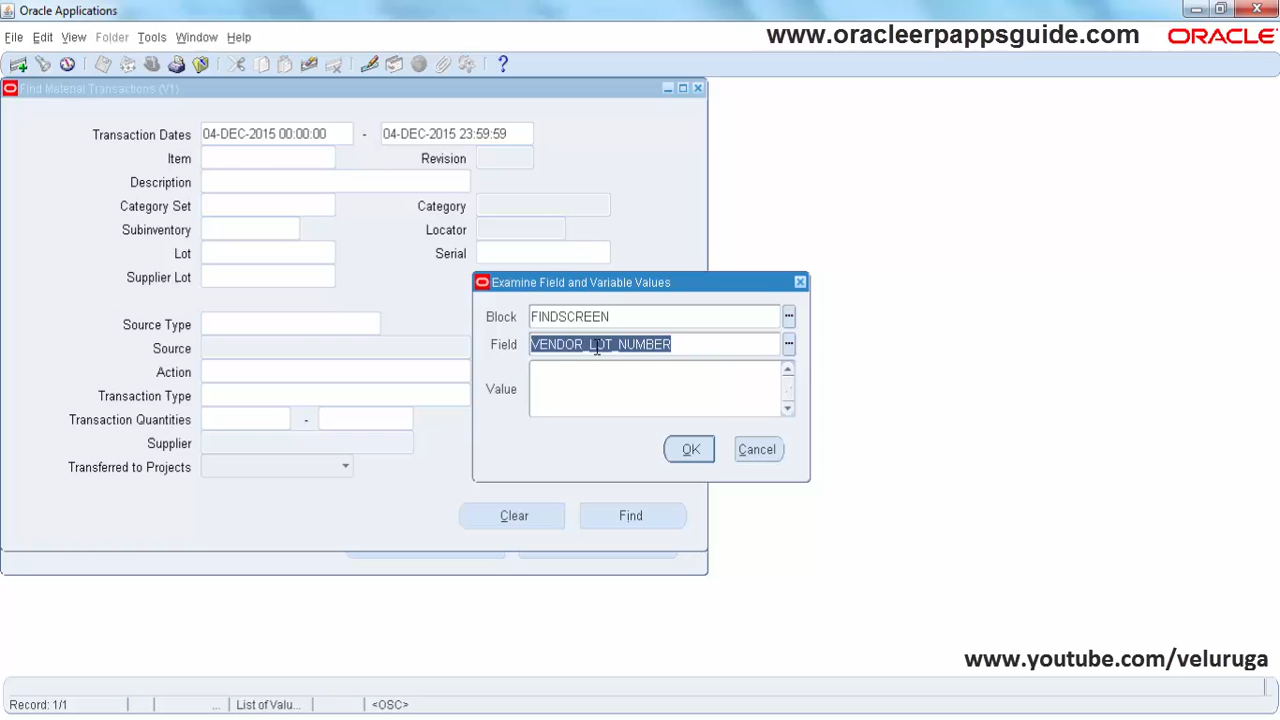 Oracle Applications
File Edit View Folder Tools Window Help
www.oracleerpappsguide.com ORACLE
?
Find Material Transactions (V1)
Transaction Dates 04-DEC-2015 00:00:00 - 04-DEC-2015 23:59:59
Item Revision
Description
Category Set Category
Subinventory Locator
Lot Serial
Supplier Lot
Source Type
Source
Action
Transaction Type
Transaction Quantities -
Supplier
Transferred to Projects
Clear Find
Examine Field and Variable Values
Block FINDSCREEN
Field VENDOR_LOT_NUMBER
Value
OK Cancel
www.youtube.com/veluruga
Record: 1/1 ... List of Valu... <OSC>